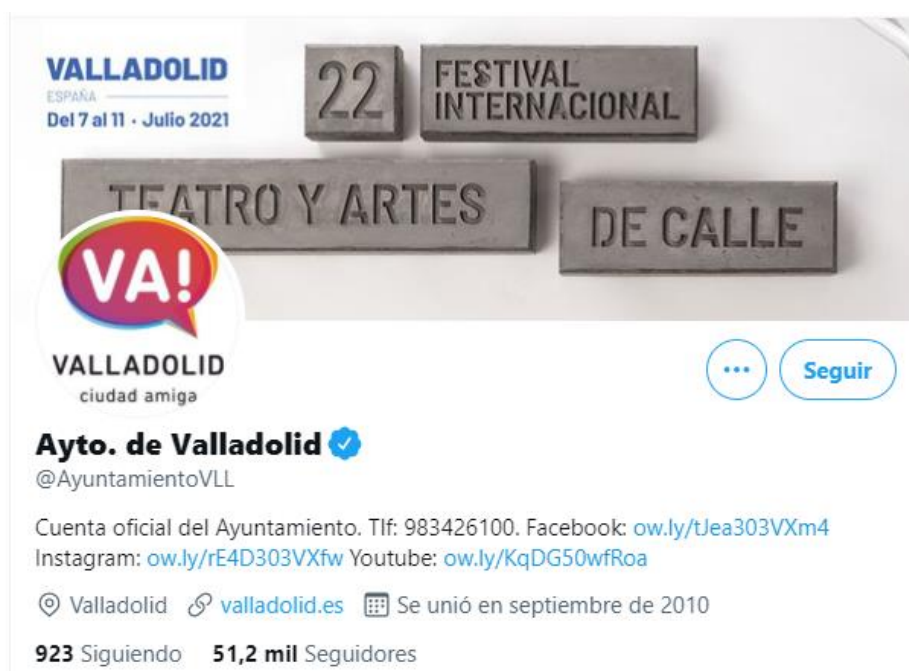 VALLADOLID
ESPAÑA
Del 7 al 11 · Julio 2021
22 FESTIVAL
INTERNACIONAL
TEATRO Y ARTES
DE CALLE
VA!
VALLADOLID
ciudad amiga
Seguir
Ayto. de Valladolid
@AyuntamientoVLL
Cuenta oficial del Ayuntamiento. Tlf: 983426100. Facebook: ow.ly/tJea303VXm4
Instagram: ow.ly/rE4D303VXfw Youtube: ow.ly/KqDG50wfRoa
Valladolid valladolid.es Se unió en septiembre de 2010
923 Siguiendo 51,2 mil Seguidores